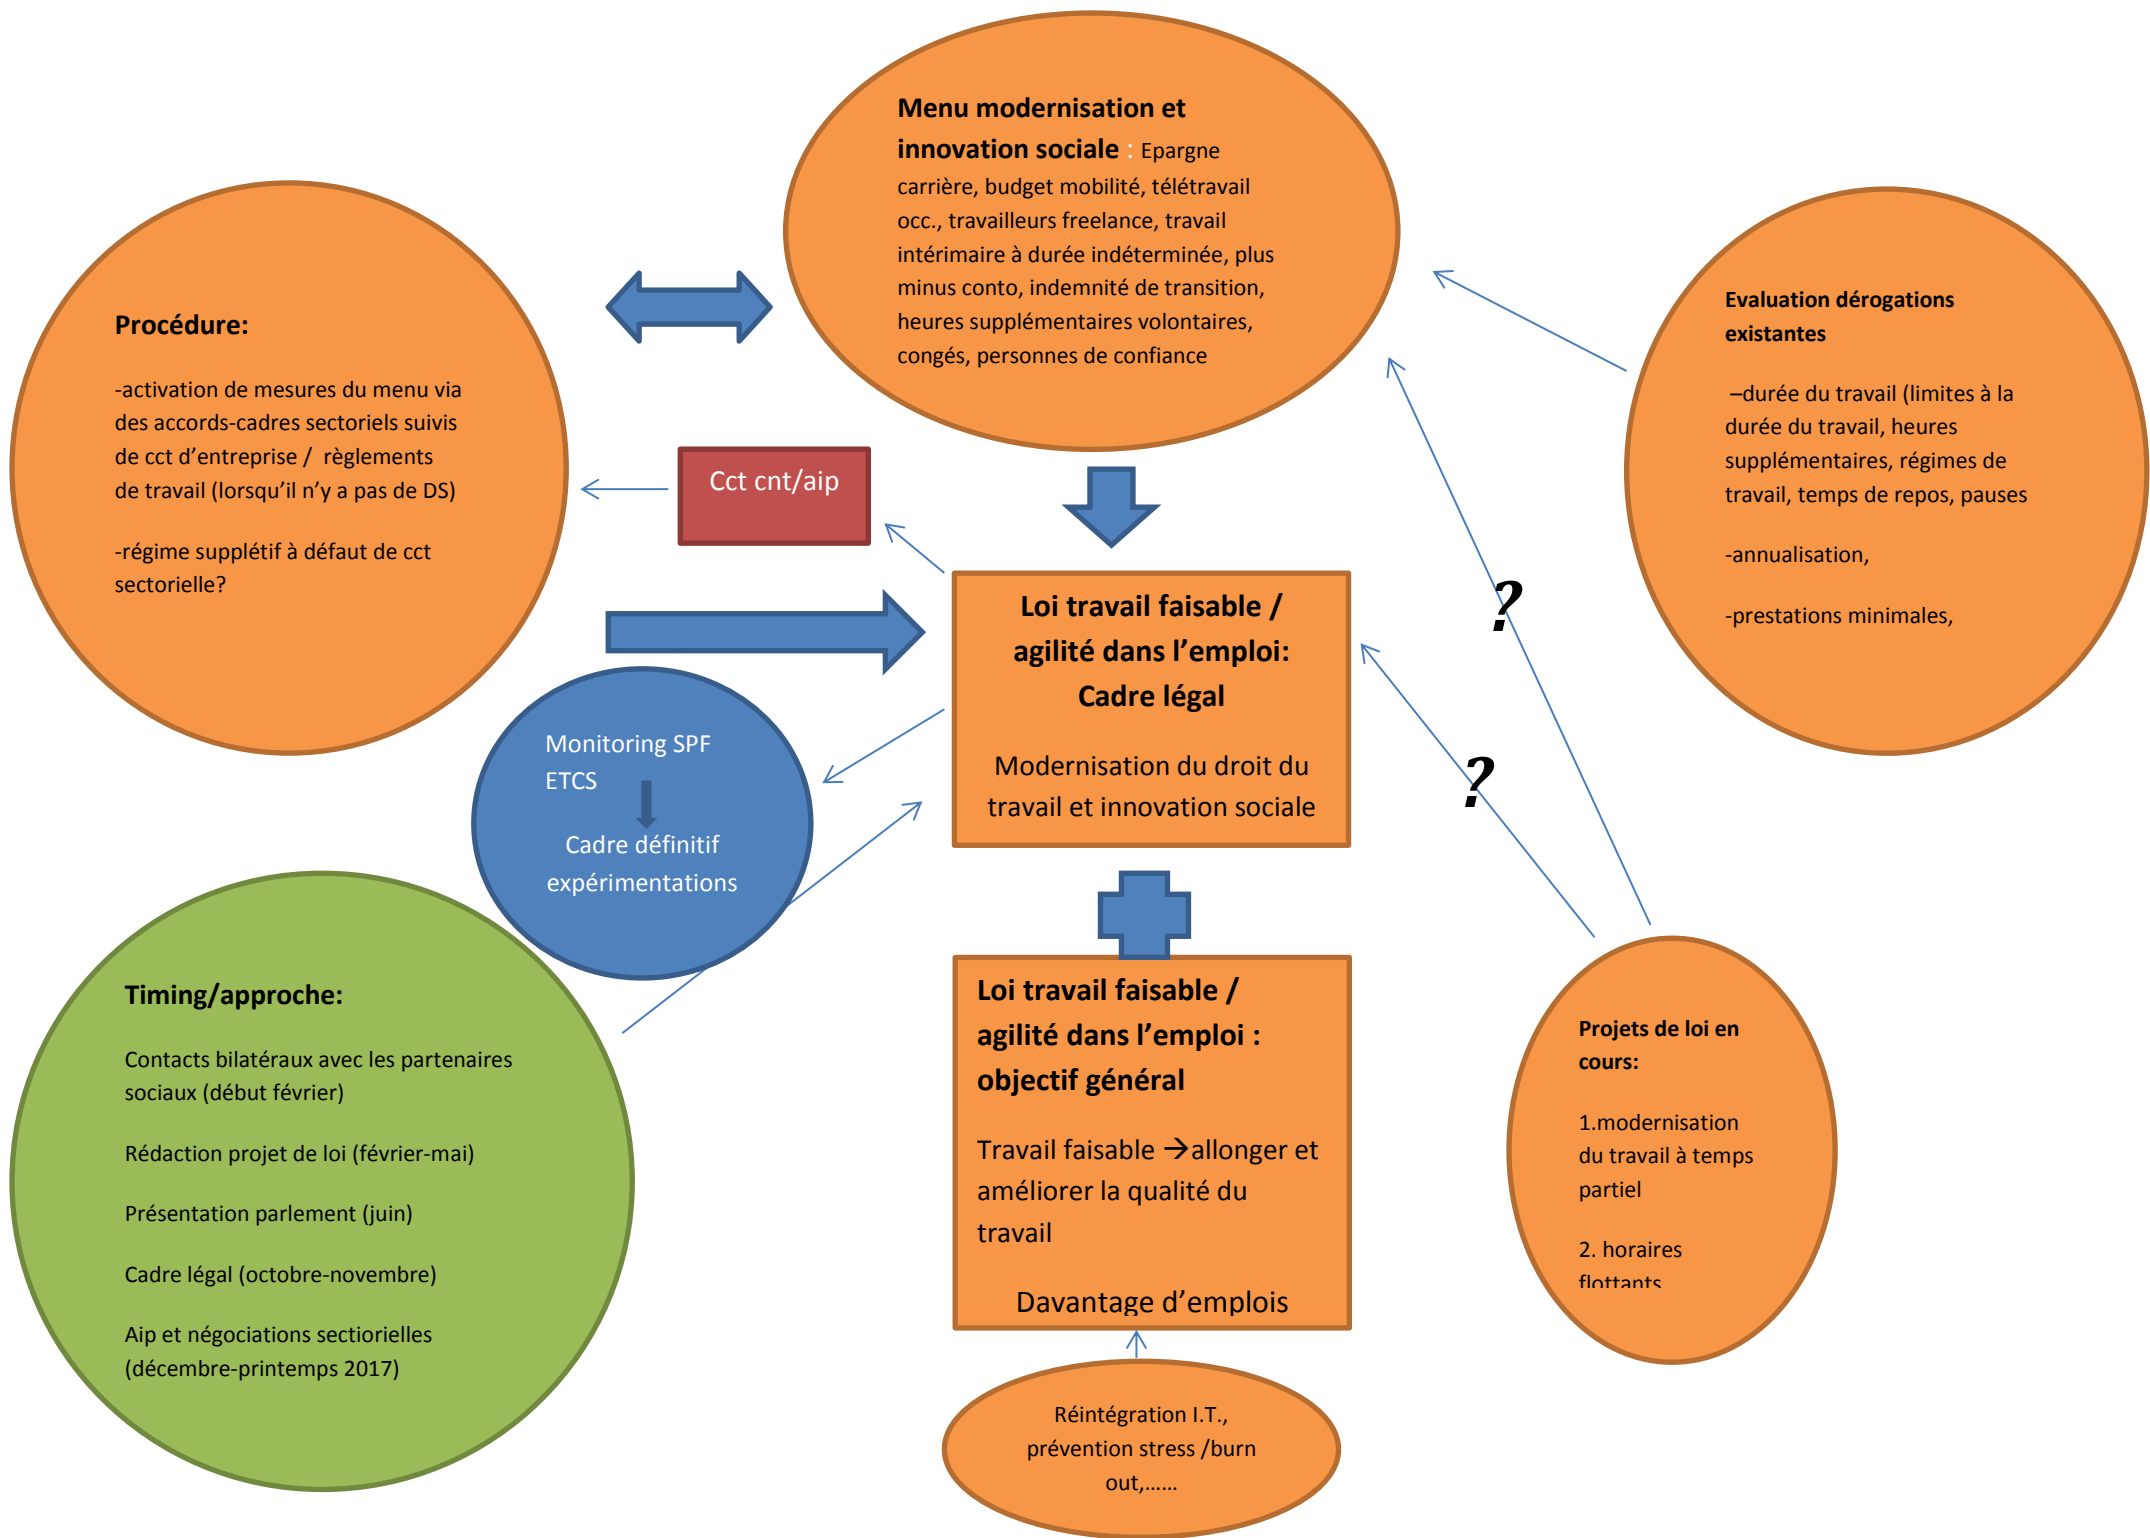 Menu modernisation et
innovation sociale : Epargne
carrière, budget mobilité, télétravail
occ., travailleurs freelance, travail
intérimaire à durée indéterminée, plus
minus conto, indemnité de transition,
heures supplémentaires volontaires,
congés, personnes de confiance
Procédure:
-activation de mesures du menu via
des accords-cadres sectoriels suivis
de cct d'entreprise / règlements
de travail (lorsqu'il n'y a pas de DS)
-régime supplétif à défaut de cct
sectorielle?
Evaluation dérogations
existantes
–durée du travail (limites à la
durée du travail, heures
supplémentaires, régimes de
travail, temps de repos, pauses
-annualisation,
-prestations minimales,
Cct cnt/aip
Loi travail faisable /
agilité dans l'emploi:
Cadre légal
Modernisation du droit du
travail et innovation sociale
?
?
Monitoring SPF
ETCS
Cadre définitif
expérimentations
Timing/approche:
Contacts bilatéraux avec les partenaires
sociaux (début février)
Rédaction projet de loi (février-mai)
Présentation parlement (juin)
Cadre légal (octobre-novembre)
Aip et négociations sectiorielles
(décembre-printemps 2017)
Loi travail faisable /
agilité dans l'emploi :
objectif général
Travail faisable →allonger et
améliorer la qualité du
travail
Davantage d'emplois
Projets de loi en
cours:
1.modernisation
du travail à temps
partiel
2. horaires
flottants
Réintégration I.T.,
prévention stress /burn
out,......